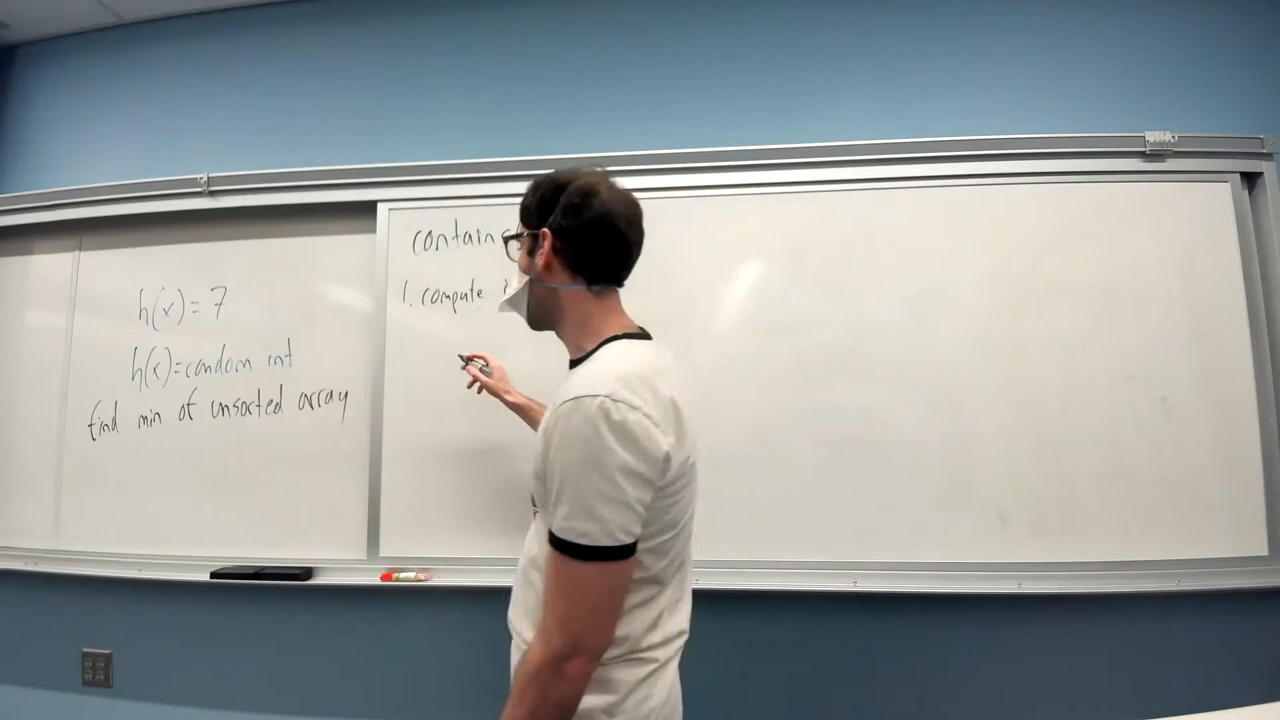 h(x) = 7
h(x) = random int
find min of unsorted array
contains
1. compute